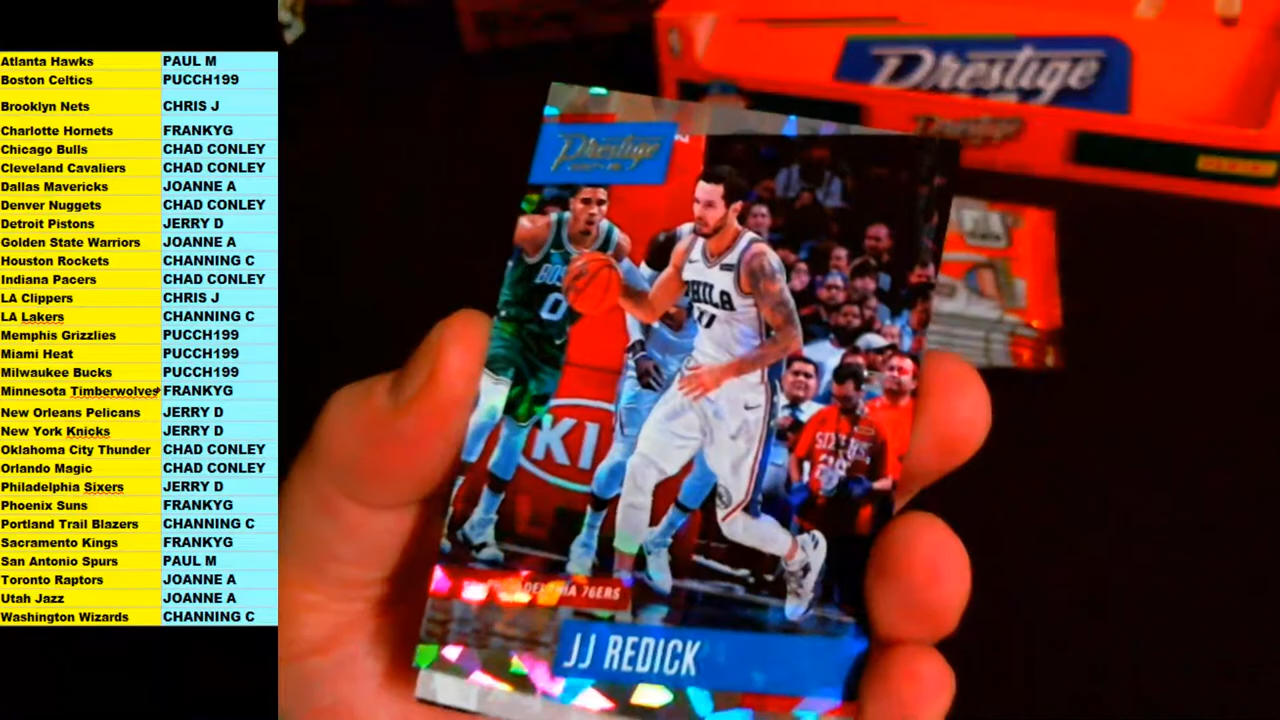 Atlanta Hawks PAUL M
Boston Celtics PUCCH199
Brooklyn Nets CHRIS J
Charlotte Hornets FRANKYG
Chicago Bulls CHAD CONLEY
Cleveland Cavaliers CHAD CONLEY
Dallas Mavericks JOANNE A
Denver Nuggets CHAD CONLEY
Detroit Pistons JERRY D
Golden State Warriors JOANNE A
Houston Rockets CHANNING C
Indiana Pacers CHAD CONLEY
LA Clippers CHRIS J
LA Lakers CHANNING C
Memphis Grizzlies PUCCH199
Miami Heat PUCCH199
Milwaukee Bucks PUCCH199
Minnesota Timberwolves FRANKYG
New Orleans Pelicans JERRY D
New York Knicks JERRY D
Oklahoma City Thunder CHAD CONLEY
Orlando Magic CHAD CONLEY
Philadelphia Sixers JERRY D
Phoenix Suns FRANKYG
Portland Trail Blazers CHANNING C
Sacramento Kings FRANKYG
San Antonio Spurs PAUL M
Toronto Raptors JOANNE A
Utah Jazz JOANNE A
Washington Wizards CHANNING C
Prestige
Prestige
Prestige
PANINI
BOS
0
PHILA
KI
PHILADELPHIA 76ERS
JJ REDICK